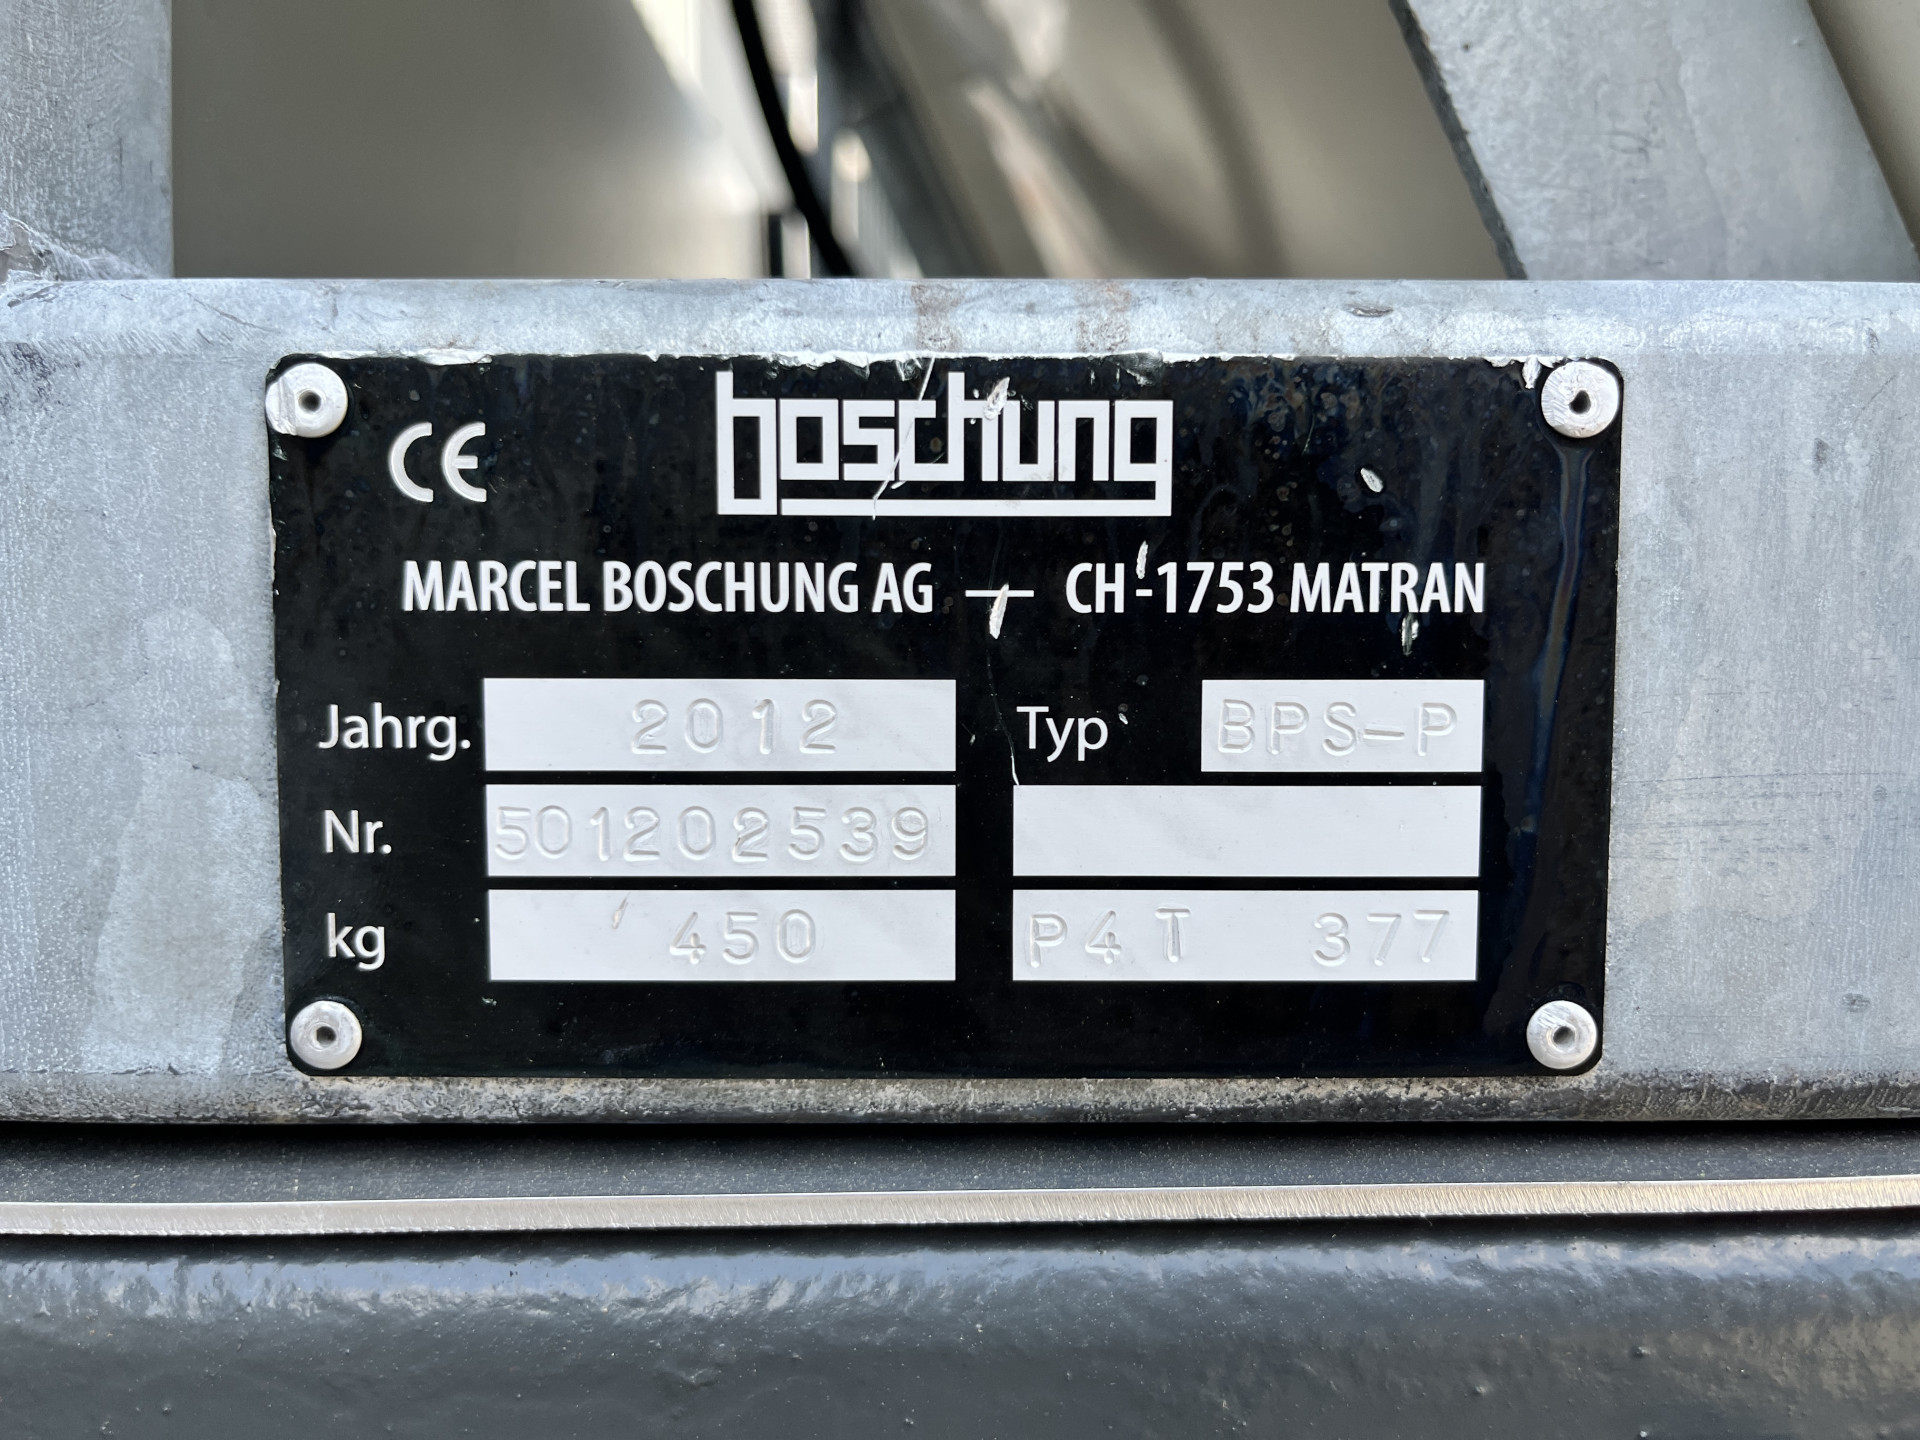 CE
boschung
MARCEL BOSCHUNG AG — CH-1753 MATRAN
Jahrg. 2012 Typ BPS-P
Nr. 501202539
kg 450 P4T 377